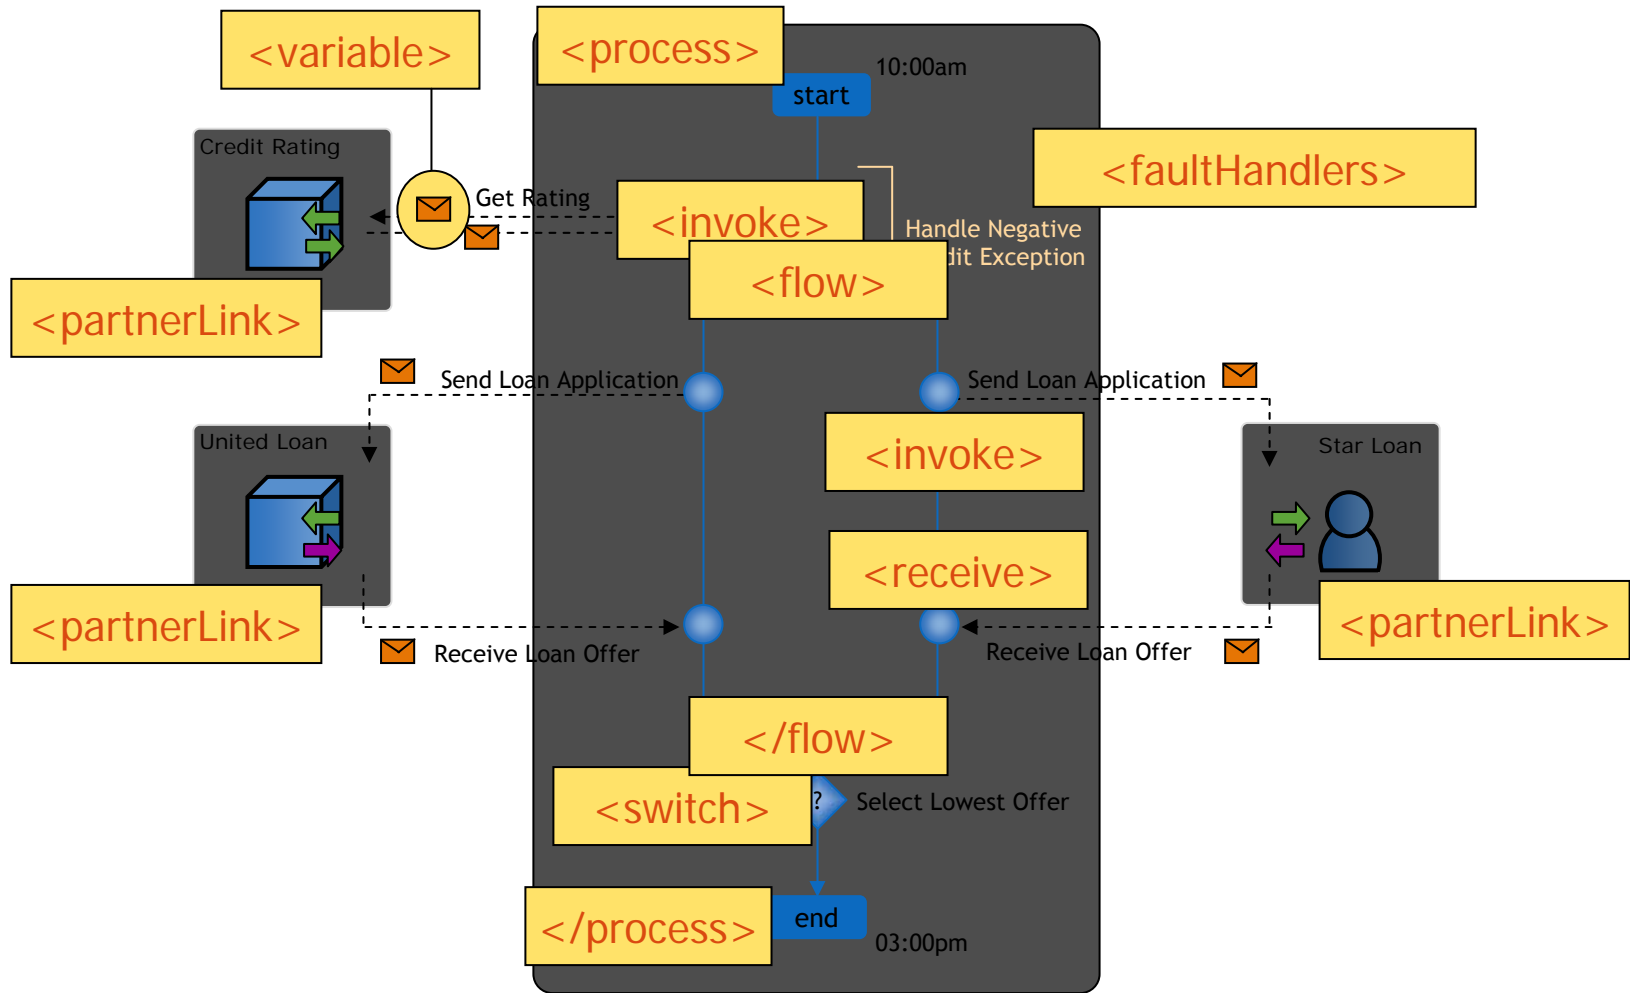 <variable>
<process>
10:00am
start
Credit Rating
<faultHandlers>
Get Rating
<invoke>
Handle Negative
dit Exception
<flow>
<partnerLink>
Send Loan Application
Send Loan Application
United Loan
<invoke>
Star Loan
<receive>
<partnerLink>
<partnerLink>
Receive Loan Offer
Receive Loan Offer
</flow>
<switch>
?
Select Lowest Offer
</process>
end
03:00pm